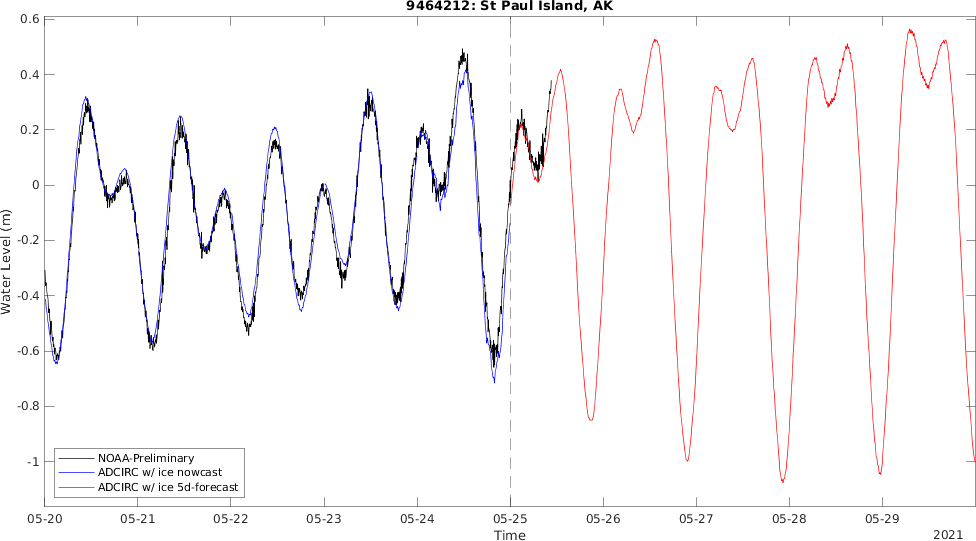 9464212: St Paul Island, AK
0.6
0.4
0.2
0
-0.2
-0.4
-0.6
-0.8
-1
Water Level (m)
NOAA-Preliminary
ADCIRC w/ ice nowcast
ADCIRC w/ ice 5d-forecast
05-20 05-21 05-22 05-23 05-24 05-25 05-26 05-27 05-28 05-29
Time
2021